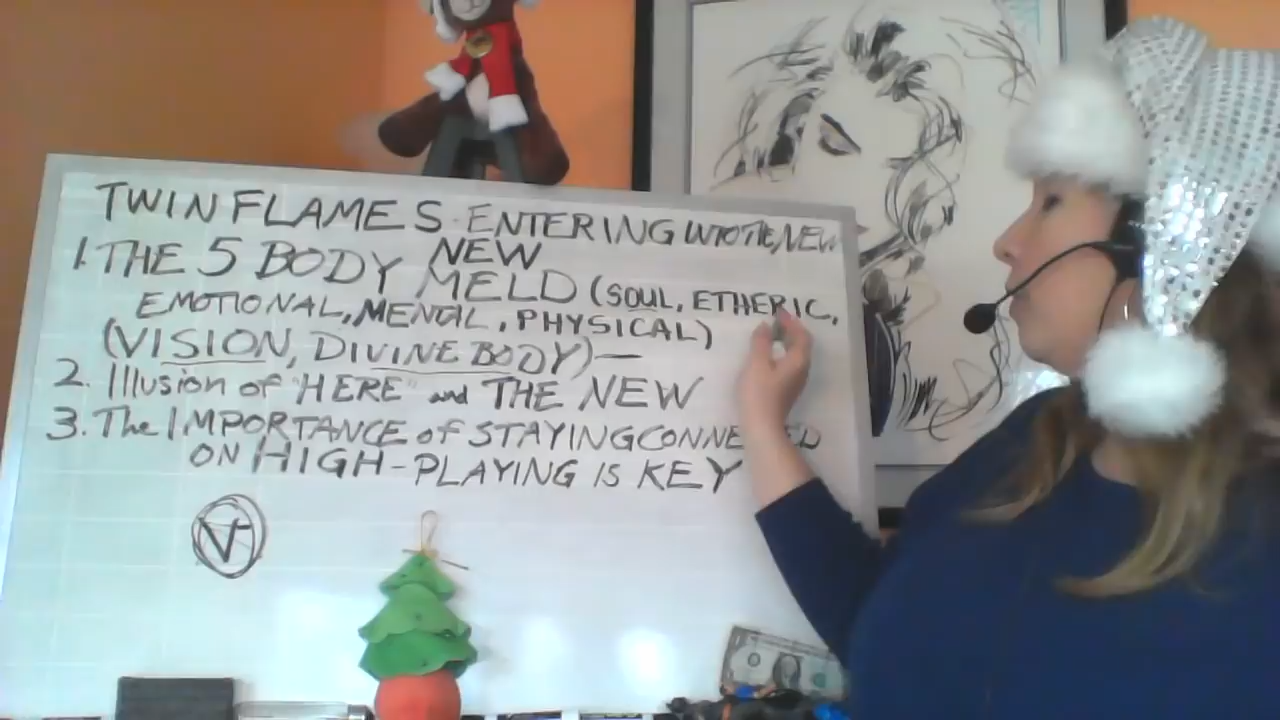 TWIN FLAMES - ENTERING INTO THE NEW
1. THE 5 BODY NEW MELD (SOUL, ETHERIC,
EMOTIONAL, MENTAL, PHYSICAL)
(VISION, DIVINE BODY) —
2. Illusion of "HERE" and THE NEW
3. The IMPORTANCE of STAYING CONNECTED
ON HIGH - PLAYING IS KEY
V